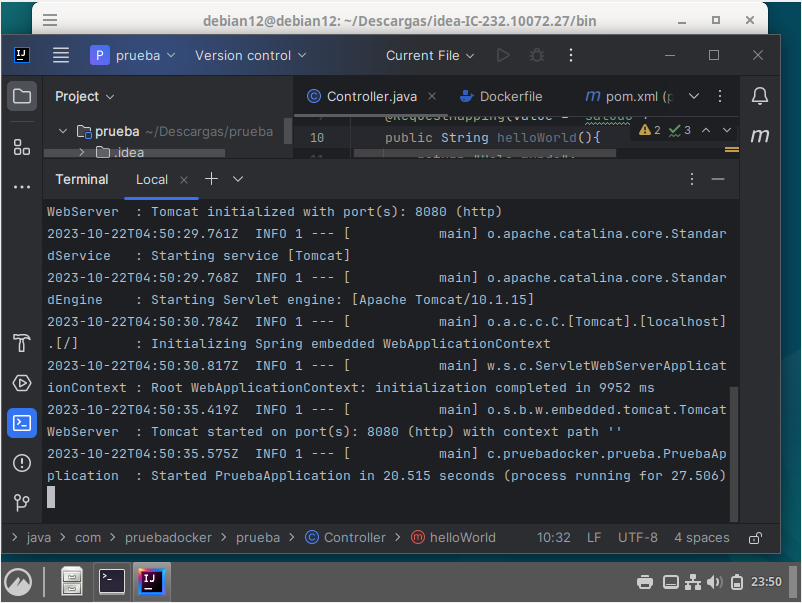 debian12@debian12: ~/Descargas/idea-IC-232.10072.27/bin
IJ P prueba Version control Current File
Project Controller.java Dockerfile m pom.xml (p
prueba ~/Descargas/prueba
10 public String helloWorld(){ 2 3 m
.idea
Terminal Local
WebServer  : Tomcat initialized with port(s): 8080 (http)
2023-10-22T04:50:29.761Z  INFO 1 --- [           main] o.apache.catalina.core.Standar
dService   : Starting service [Tomcat]
2023-10-22T04:50:29.768Z  INFO 1 --- [           main] o.apache.catalina.core.Standar
dEngine    : Starting Servlet engine: [Apache Tomcat/10.1.15]
2023-10-22T04:50:30.784Z  INFO 1 --- [           main] o.a.c.c.C.[Tomcat].[localhost]
.[/]       : Initializing Spring embedded WebApplicationContext
2023-10-22T04:50:30.817Z  INFO 1 --- [           main] w.s.c.ServletWebServerApplicat
ionContext : Root WebApplicationContext: initialization completed in 9952 ms
2023-10-22T04:50:35.419Z  INFO 1 --- [           main] o.s.b.w.embedded.tomcat.Tomcat
WebServer  : Tomcat started on port(s): 8080 (http) with context path ''
2023-10-22T04:50:35.575Z  INFO 1 --- [           main] c.pruebadocker.prueba.PruebaAp
plication  : Started PruebaApplication in 20.515 seconds (process running for 27.506)
java > com > pruebadocker > prueba > Controller > helloWorld 10:32 LF UTF-8 4 spaces
IJ 23:50